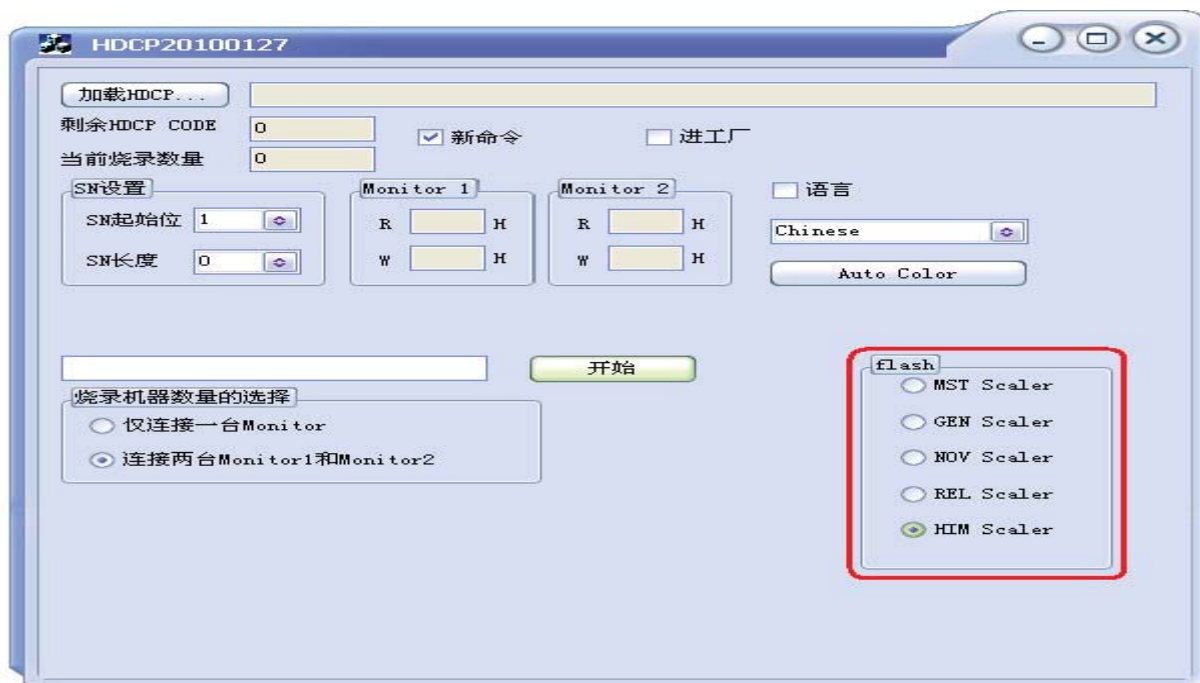 HDCP20100127
加载HDCP...
剩余HDCP CODE 0
新命令
进工厂
当前烧录数量 0
SN设置
SN起始位 1
SN长度 0
Monitor 1
R H
W H
Monitor 2
R H
W H
语言
Chinese
Auto Color
开始
烧录机器数量的选择
仅连接一台Monitor
连接两台Monitor1和Monitor2
flash
MST Scaler
GEN Scaler
NOV Scaler
REL Scaler
HIM Scaler